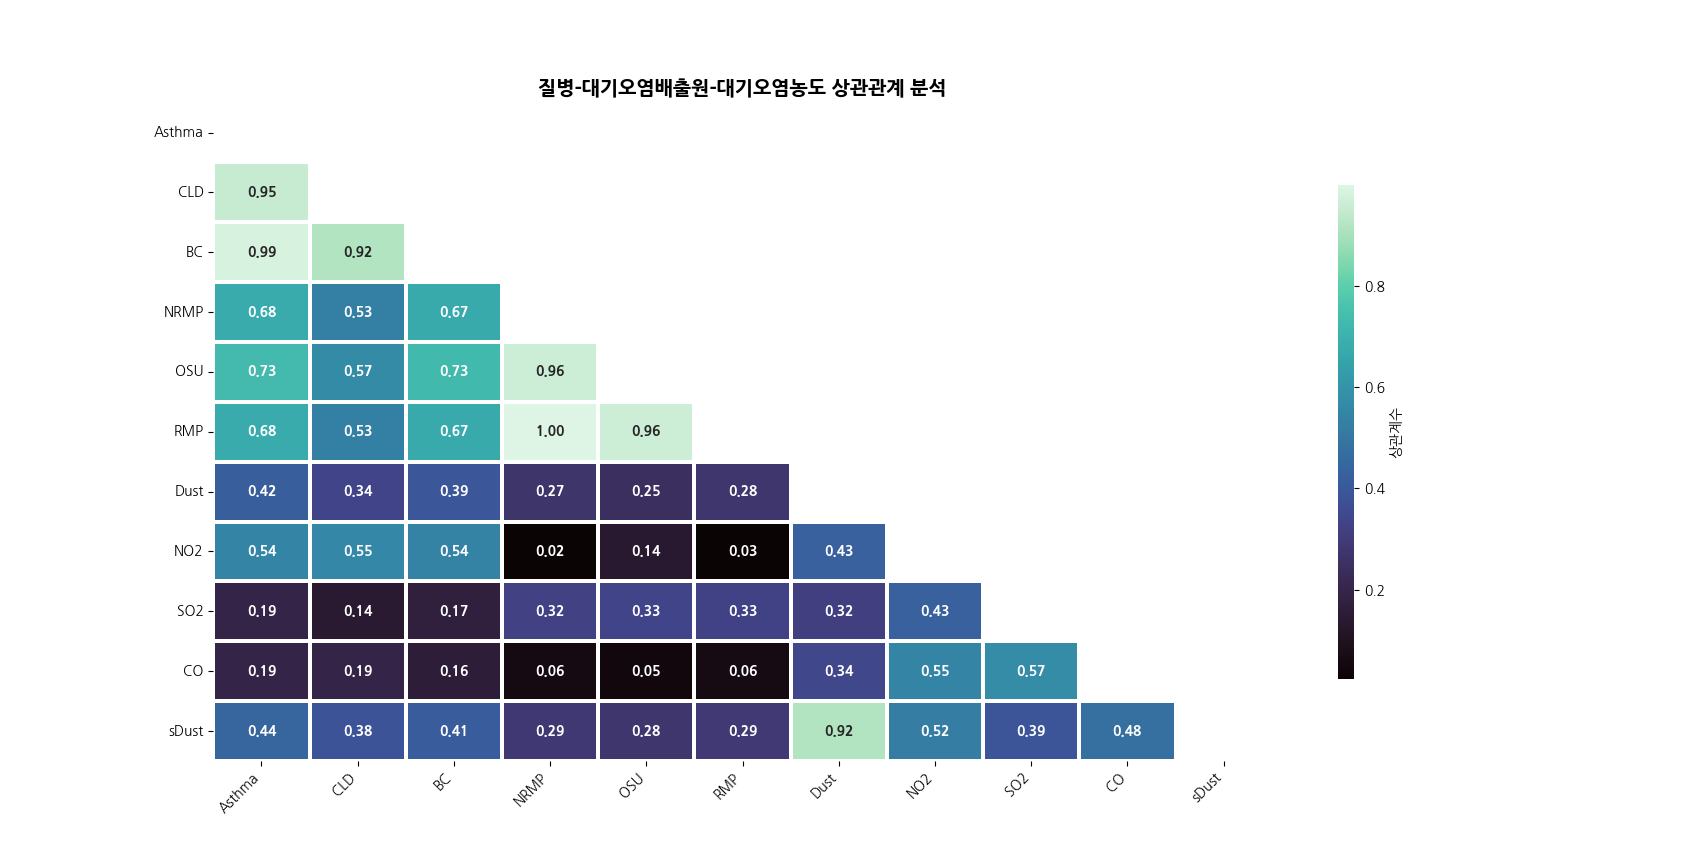 질병-대기오염배출원-대기오염농도 상관관계 분석
Asthma
CLD 0.95
BC 0.99 0.92
NRMP 0.68 0.53 0.67
OSU 0.73 0.57 0.73 0.96
RMP 0.68 0.53 0.67 1.00 0.96
Dust 0.42 0.34 0.39 0.27 0.25 0.28
NO2 0.54 0.55 0.54 0.02 0.14 0.03 0.43
SO2 0.19 0.14 0.17 0.32 0.33 0.33 0.32 0.43
CO 0.19 0.19 0.16 0.06 0.05 0.06 0.34 0.55 0.57
sDust 0.44 0.38 0.41 0.29 0.28 0.29 0.92 0.52 0.39 0.48
Asthma CLD BC NRMP OSU RMP Dust NO2 SO2 CO sDust
0.8
0.6
0.4
0.2
상관계수